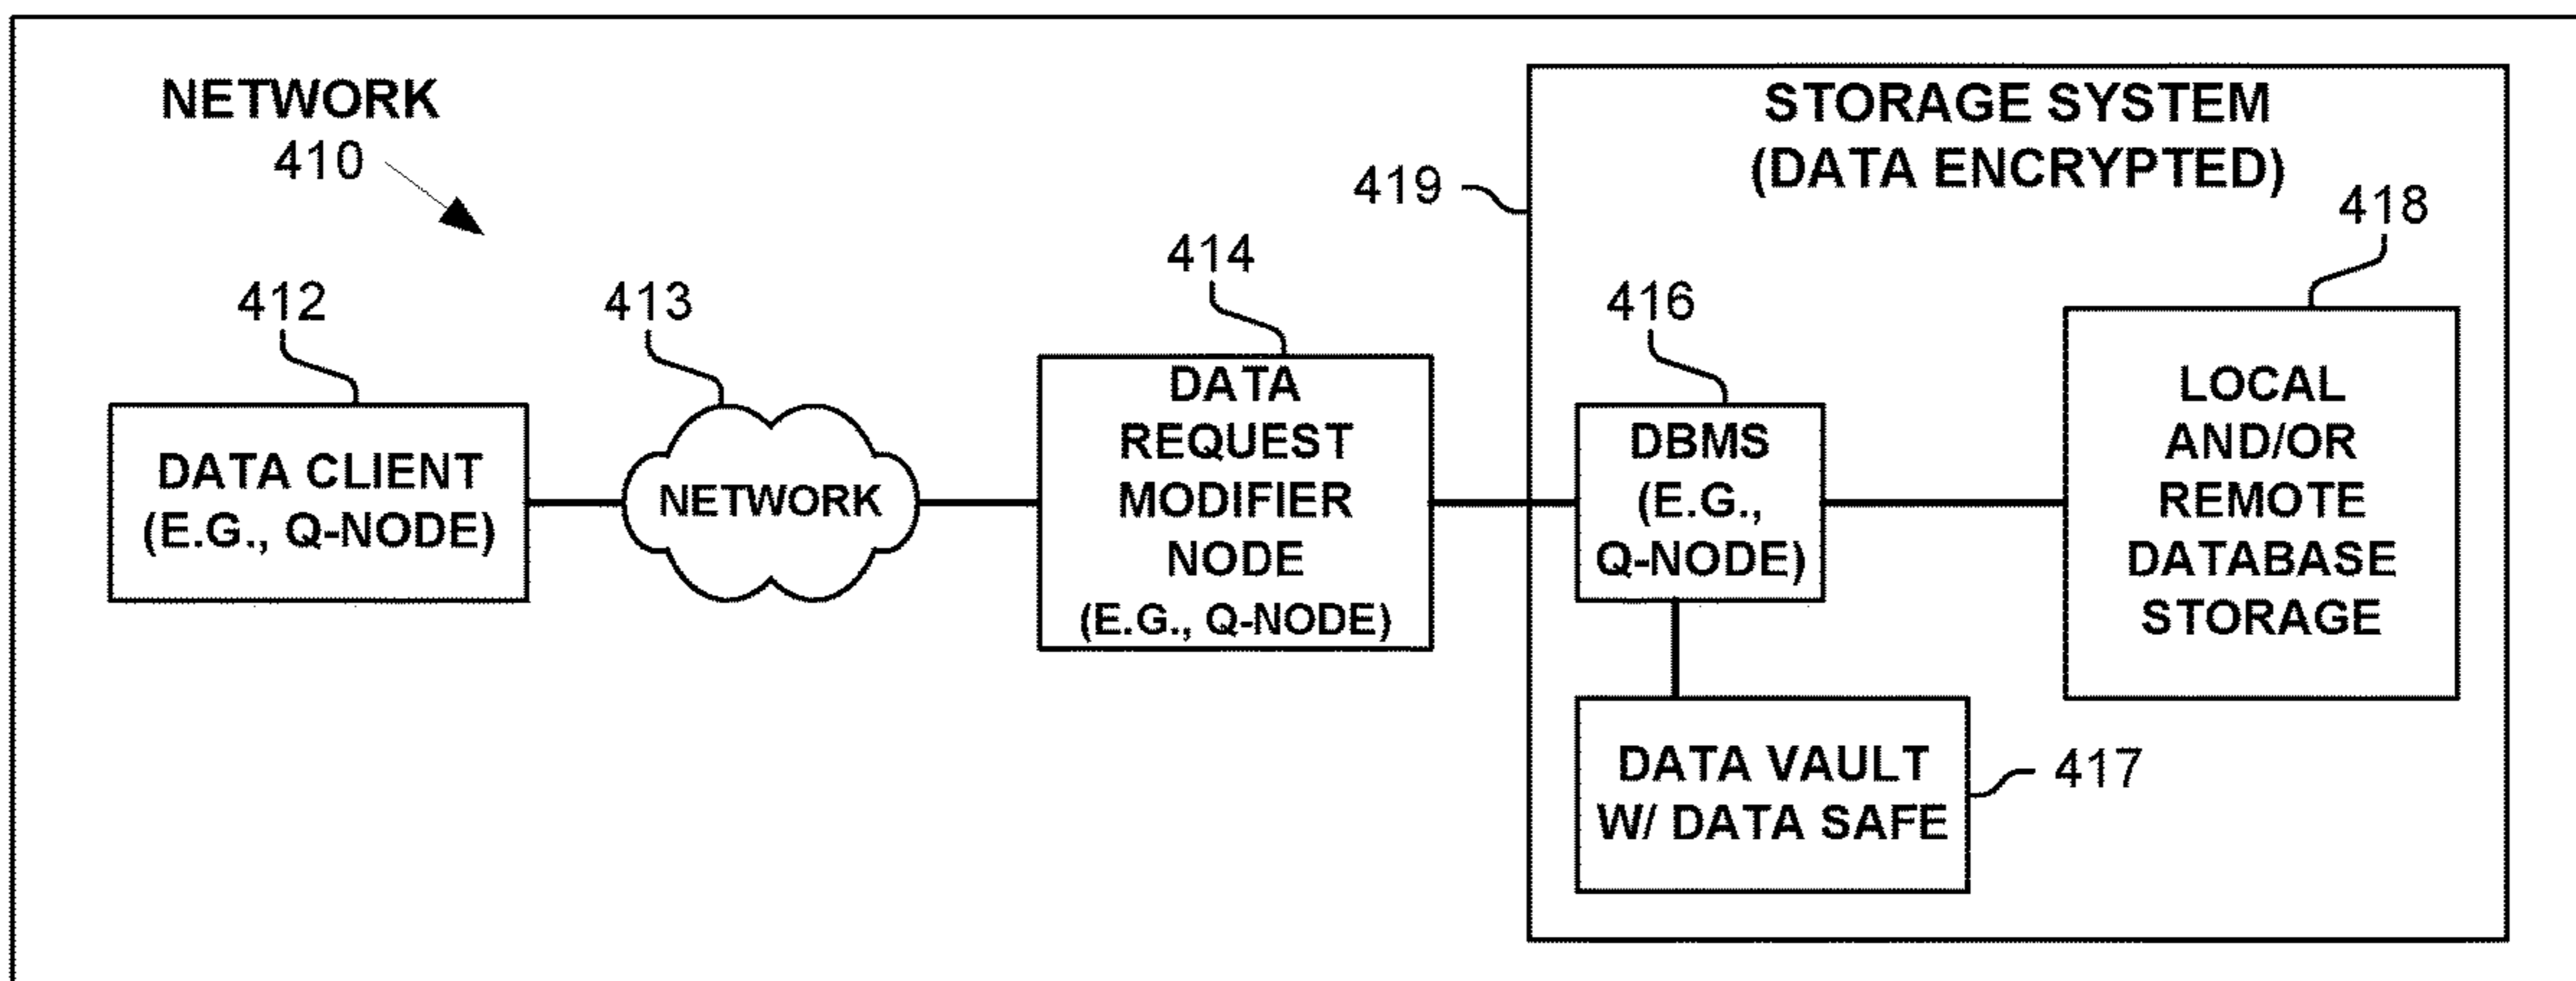 NETWORK
410
412
DATA CLIENT
(E.G., Q-NODE)
413
NETWORK
414
DATA
REQUEST
MODIFIER
NODE
(E.G., Q-NODE)
419
STORAGE SYSTEM
(DATA ENCRYPTED)
416
DBMS
(E.G.,
Q-NODE)
418
LOCAL
AND/OR
REMOTE
DATABASE
STORAGE
DATA VAULT
W/ DATA SAFE
417